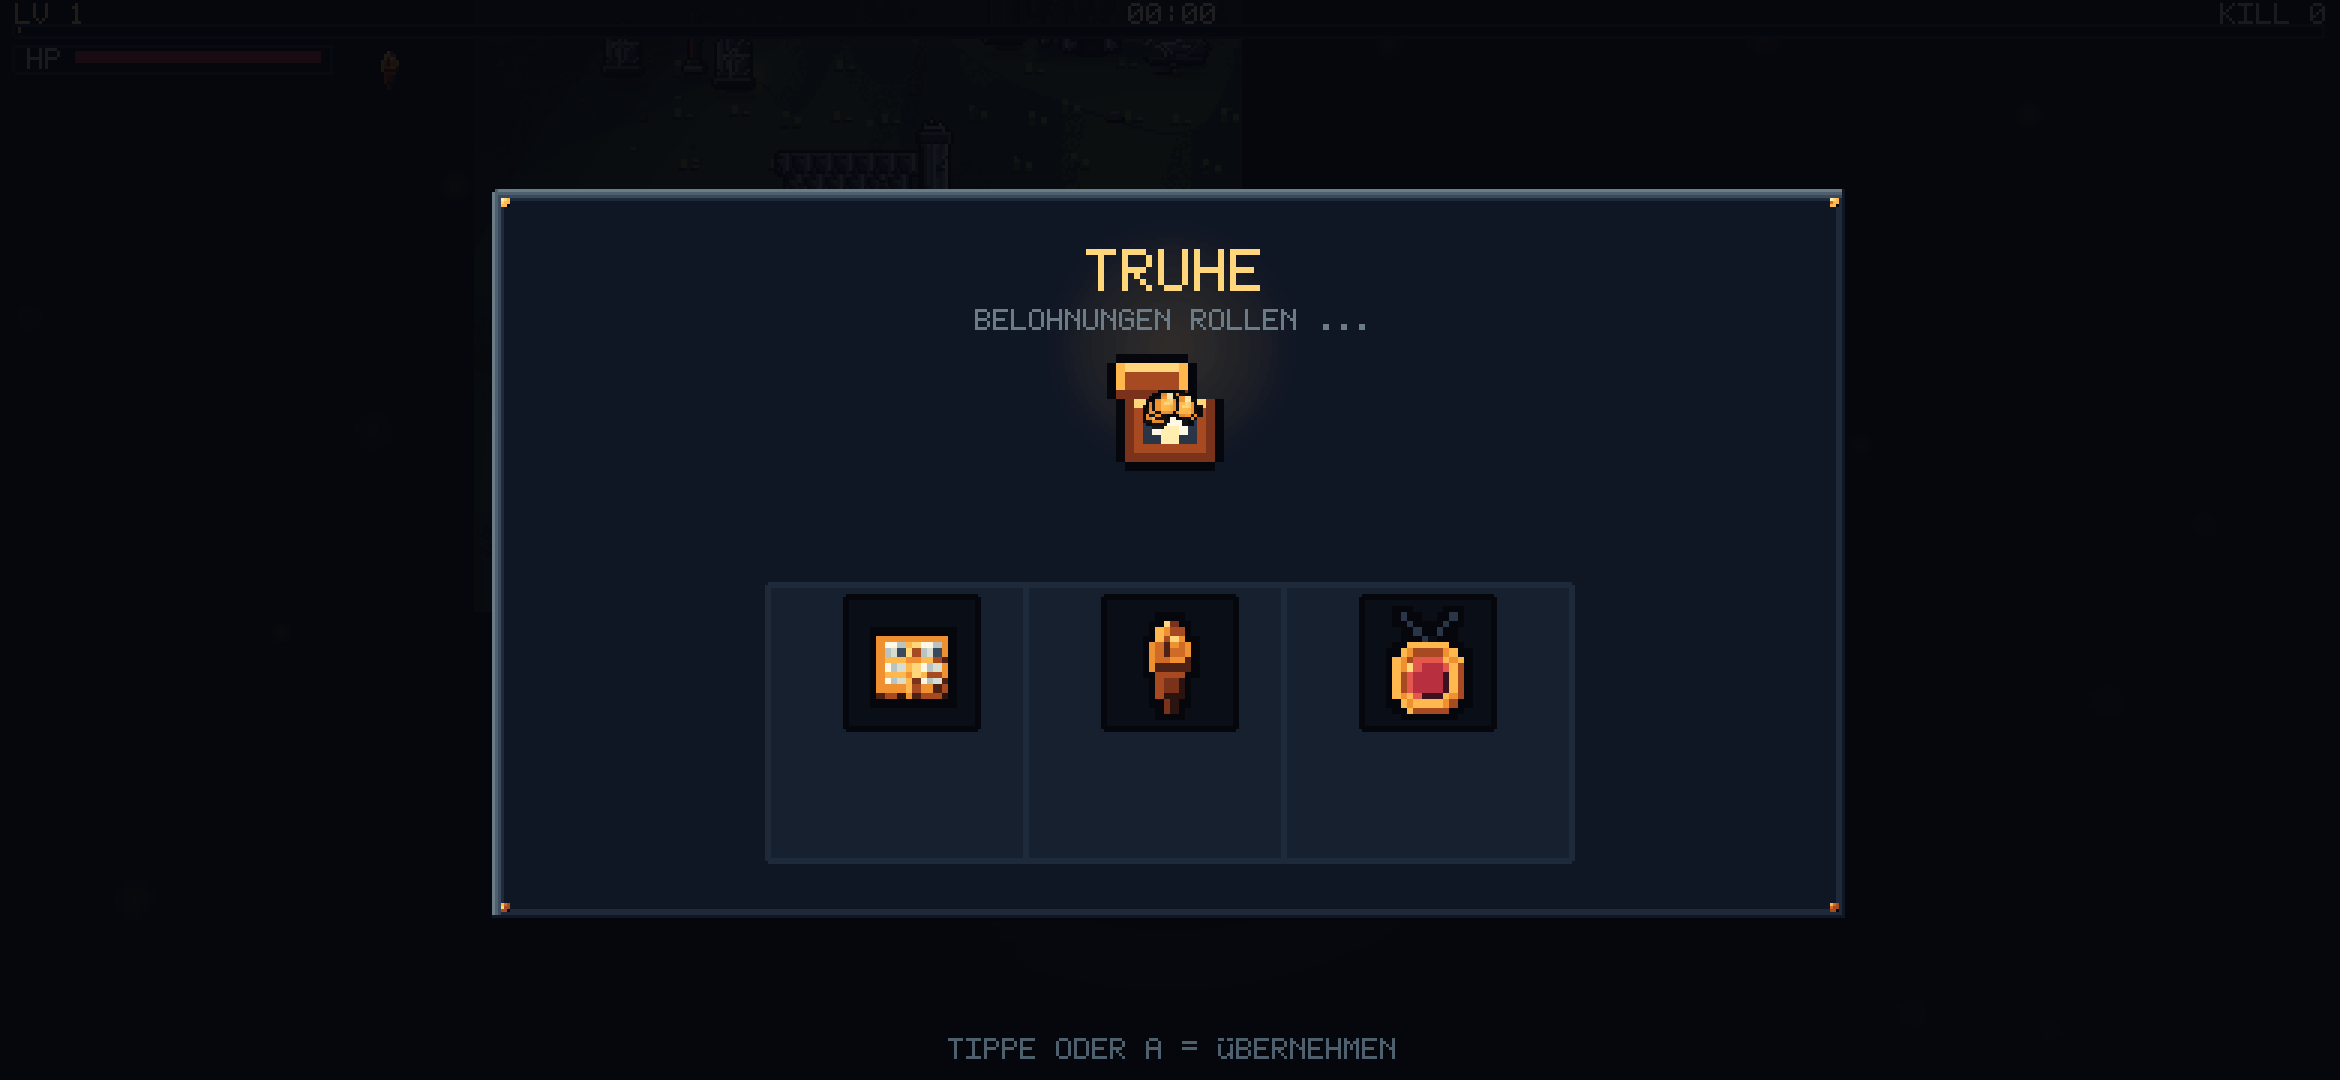 LV 1
00:00
KILL 0
HP
TRUHE
BELOHNUNGEN ROLLEN ...
TIPPE ODER A = üBERNEHMEN